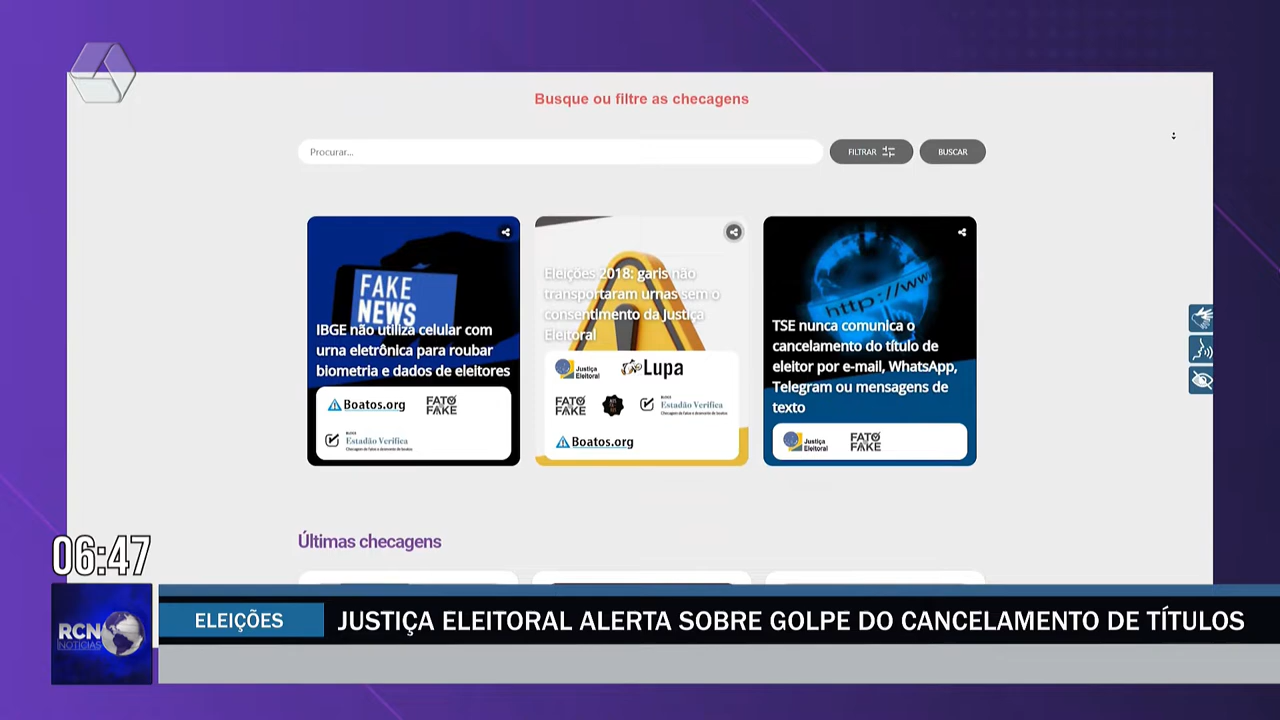 Busque ou filtre as checagens
Procurar...
FILTRAR
BUSCAR
FAKE
NEWS
IBGE não utiliza celular com
urna eletrônica para roubar
biometria e dados de eleitores
Boatos.org
FATO
FAKE
Estadão Verifica
Eleições 2018: garis não
transportaram urnas sem o
consentimento da Justiça
Eleitoral
Justiça
Eleitoral
Lupa
FATO
FAKE
Estadão Verifica
Boatos.org
http://ww
TSE nunca comunica o
cancelamento do título de
eleitor por e-mail, WhatsApp,
Telegram ou mensagens de
texto
Justiça
Eleitoral
FATO
FAKE
Últimas checagens
06:47
RCN
NOTÍCIAS
ELEIÇÕES
JUSTIÇA ELEITORAL ALERTA SOBRE GOLPE DO CANCELAMENTO DE TÍTULOS